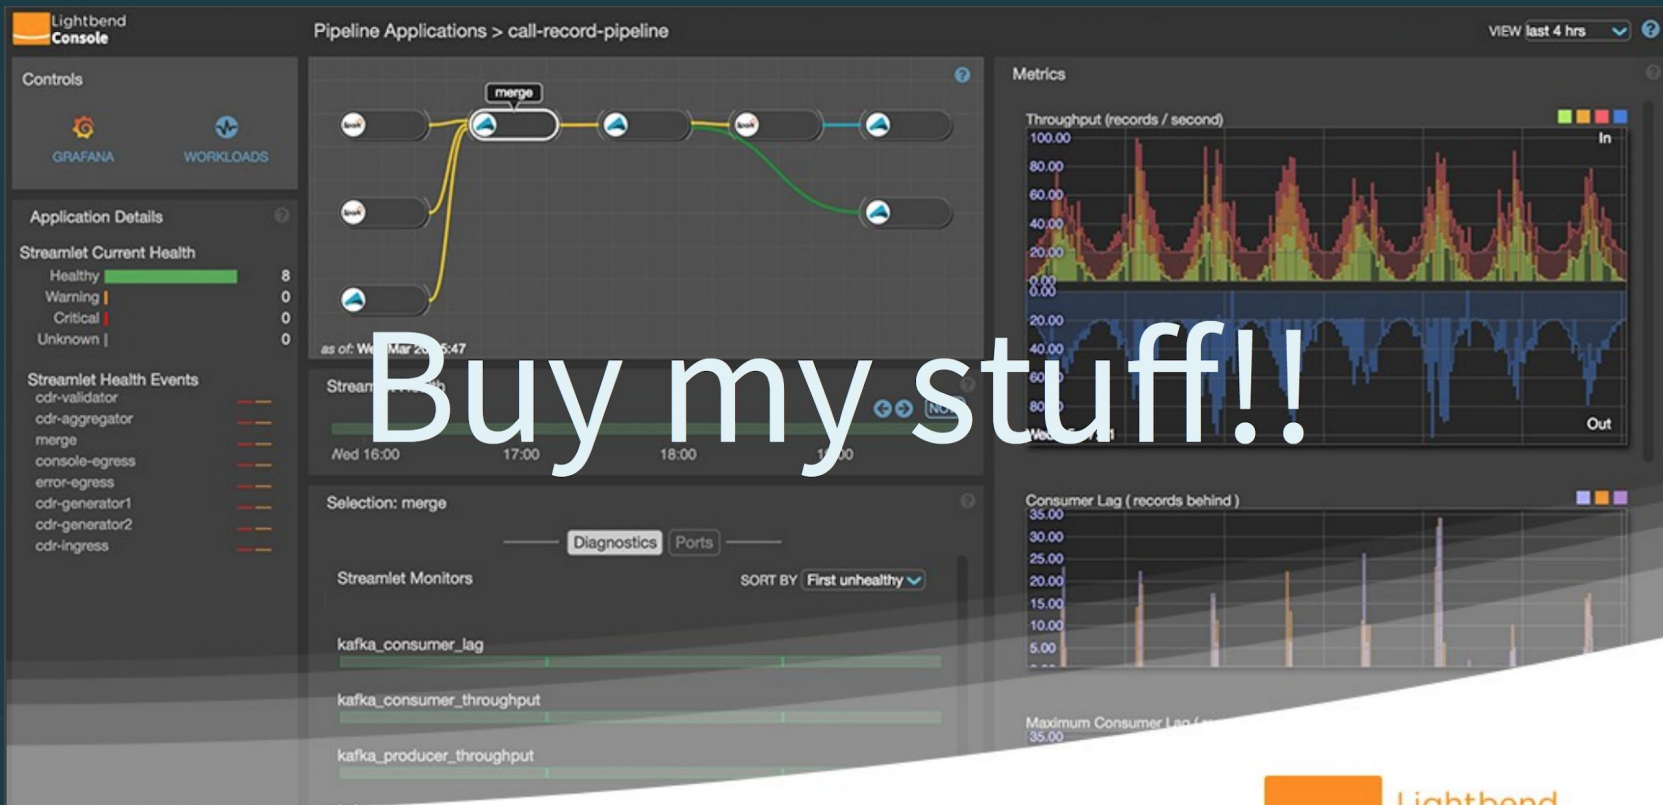 Lightbend
Console
Pipeline Applications > call-record-pipeline
VIEW last 4 hrs
?
Controls
GRAFANA
WORKLOADS
Application Details ?
Streamlet Current Health
Healthy 8
Warning 0
Critical 0
Unknown 0
Streamlet Health Events
cdr-validator
cdr-aggregator
merge
console-egress
error-egress
cdr-generator1
cdr-generator2
cdr-ingress
?
merge
as of: Mar
Buy my stuff!!
?
Wed 16:00 17:00 18:00
Selection: merge ?
Diagnostics Ports
Streamlet Monitors
SORT BY First unhealthy
kafka_consumer_lag
kafka_consumer_throughput
kafka_producer_throughput
Metrics ?
Throughput (records / second)
In
100.00
80.00
60.00
40.00
20.00
0.00
0.00
20.00
40.00
Out
Consumer Lag ( records behind )
35.00
30.00
25.00
20.00
15.00
10.00
5.00
Maximum Consumer Lag
35.00
Lightbend